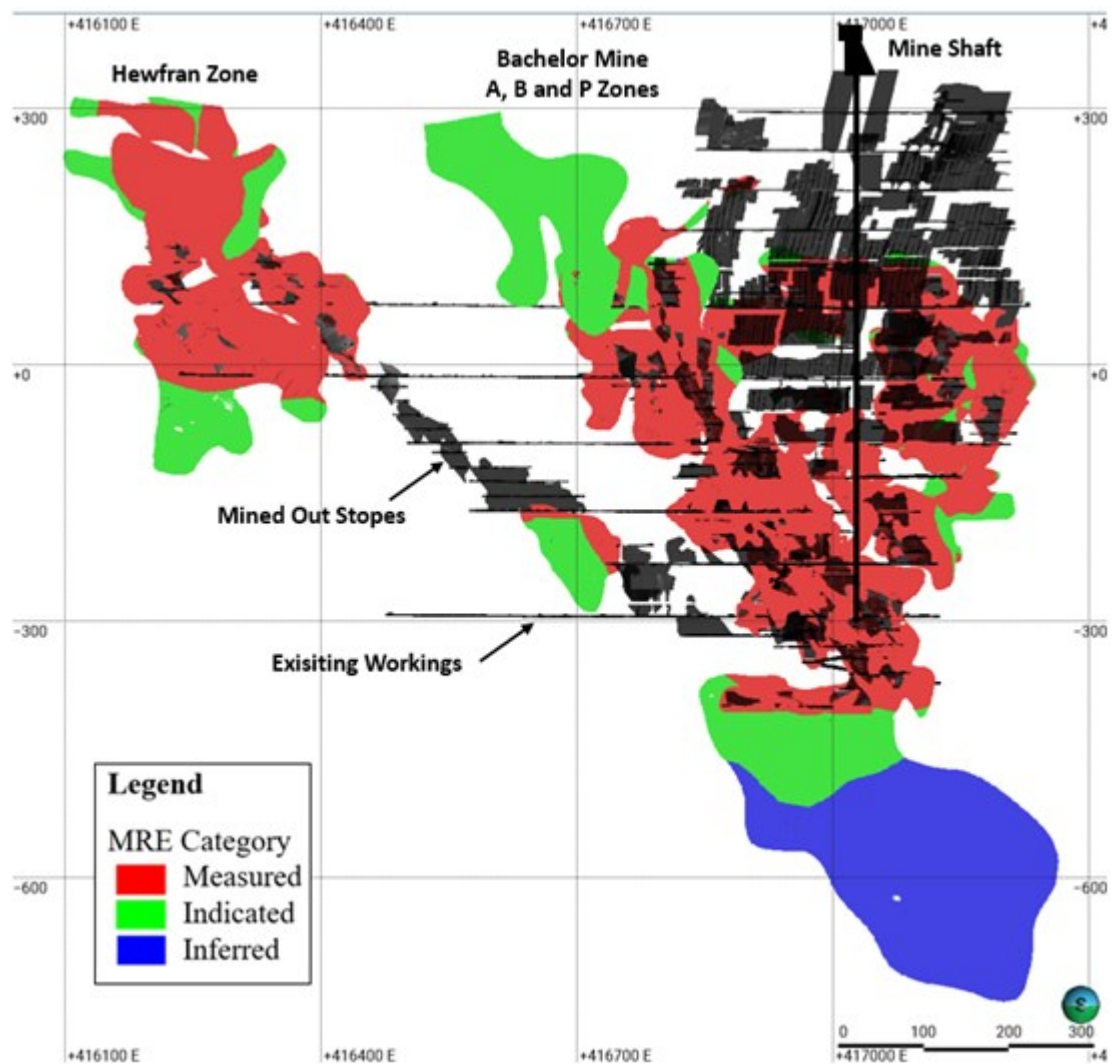 +416100 E +416400 E +416700 E +417000 E +4
Hewfran Zone
Bachelor Mine
A, B and P Zones
Mine Shaft
+300 +300
+0 +0
Mined Out Stopes
-300 -300
Exisiting Workings
Legend
MRE Category
Measured
Indicated
Inferred
-600 -600
0 100 200 300
+416100 E +416400 E +416700 E +417000 E +4